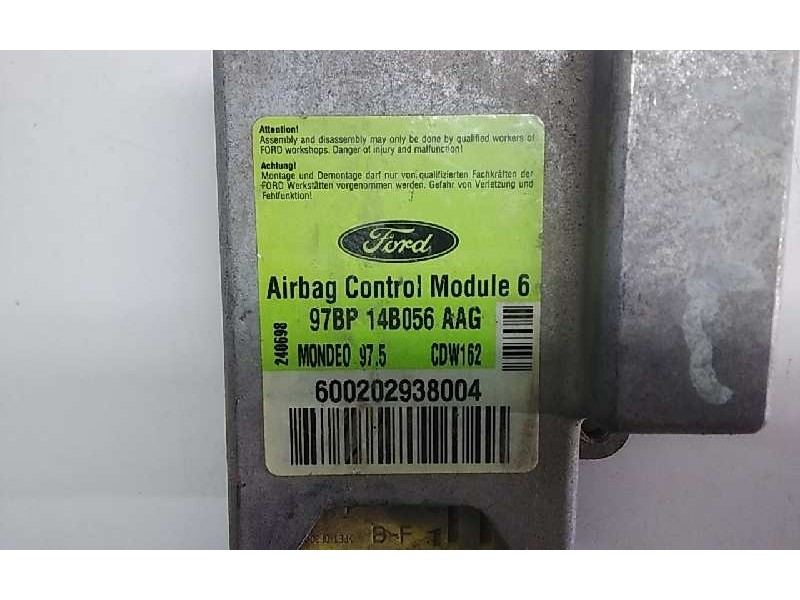 Attention!
Assembly and disassembly may only be done by qualified workers of
FORD workshops. Danger of injury and malfunction!
Achtung!
Montage und Demontage darf nur von qualifizierten Fachkräften der
FORD Werkstätten vorgenommen werden. Gefahr von Verletzung und
Fehlfunktion!
Ford
Airbag Control Module 6
97BP 14B056 AAG
240698
MONDEO 97,5 CDW162
600202938004
B-F